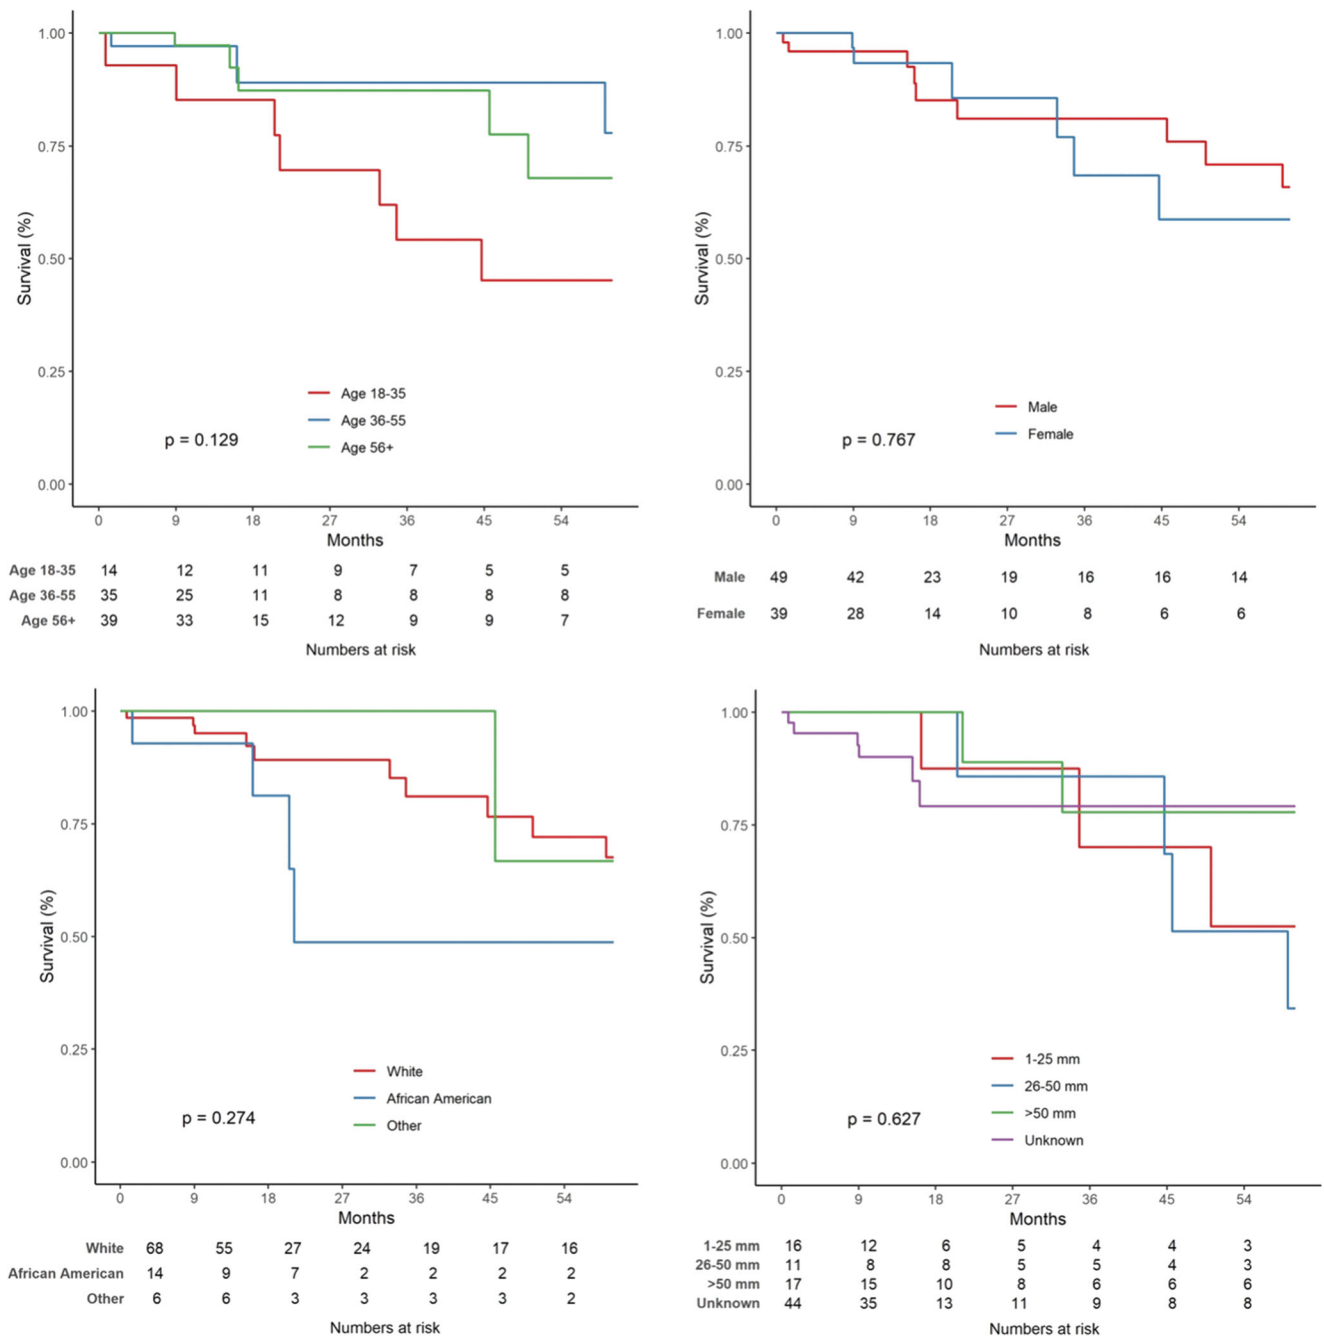 1.00
0.75
0.50
0.25
0.00
Survival (%)
Age 18-35
Age 36-55
Age 56+
p = 0.129
0 9 18 27 36 45 54
Months
Age 18-35 14 12 11 9 7 5 5
Age 36-55 35 25 11 8 8 8 8
Age 56+ 39 33 15 12 9 9 7
Numbers at risk
1.00
0.75
0.50
0.25
0.00
Survival (%)
Male
Female
p = 0.767
0 9 18 27 36 45 54
Months
Male 49 42 23 19 16 16 14
Female 39 28 14 10 8 6 6
Numbers at risk
1.00
0.75
0.50
0.25
0.00
Survival (%)
White
African American
Other
p = 0.274
0 9 18 27 36 45 54
Months
White 68 55 27 24 19 17 16
African American 14 9 7 2 2 2 2
Other 6 6 3 3 3 3 2
Numbers at risk
1.00
0.75
0.50
0.25
0.00
Survival (%)
1-25 mm
26-50 mm
>50 mm
Unknown
p = 0.627
0 9 18 27 36 45 54
Months
1-25 mm 16 12 6 5 4 4 3
26-50 mm 11 8 8 5 5 4 3
>50 mm 17 15 10 8 6 6 6
Unknown 44 35 13 11 9 8 8
Numbers at risk